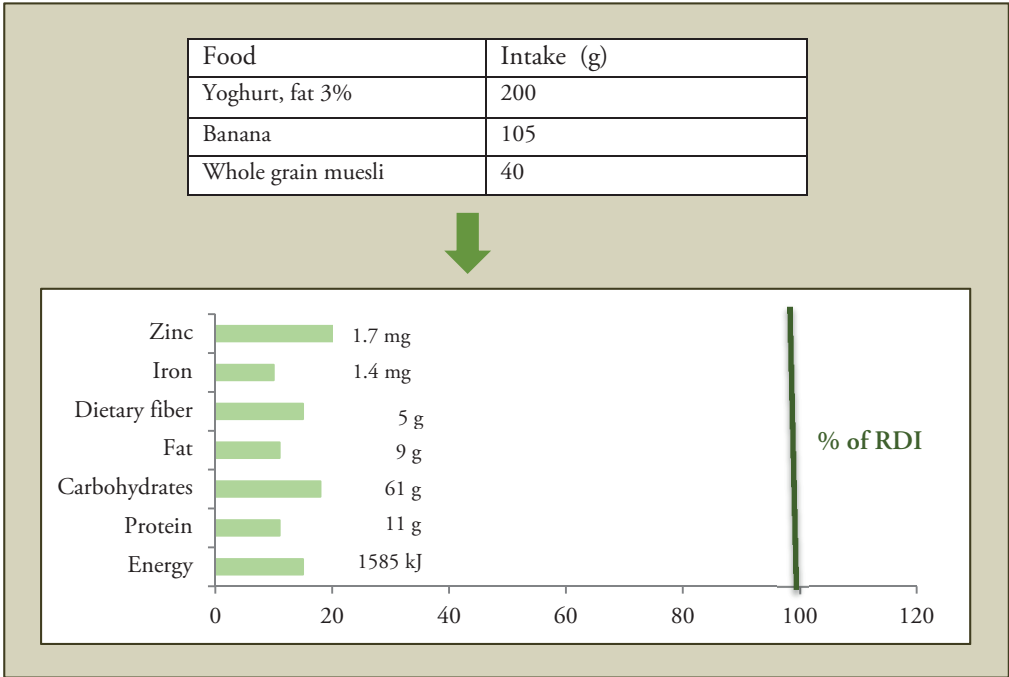 Food Intake (g)
Yoghurt, fat 3% 200
Banana 105
Whole grain muesli 40
Zinc 1.7 mg
Iron 1.4 mg
Dietary fiber 5 g
Fat 9 g
% of RDI
Carbohydrates 61 g
Protein 11 g
Energy 1585 kJ
0 20 40 60 80 100 120